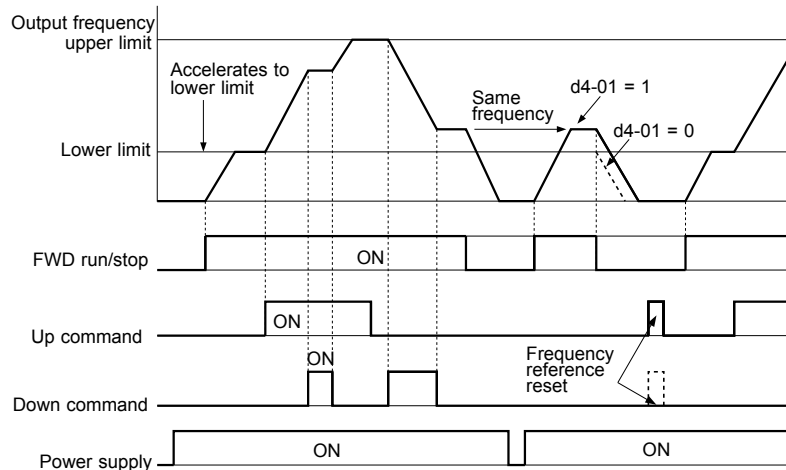 Output frequency
upper limit
Accelerates to
lower limit
Same
frequency
d4-01 = 1
d4-01 = 0
Lower limit
FWD run/stop
ON
Up command
ON
ON
Frequency
reference
reset
Down command
Power supply
ON
ON